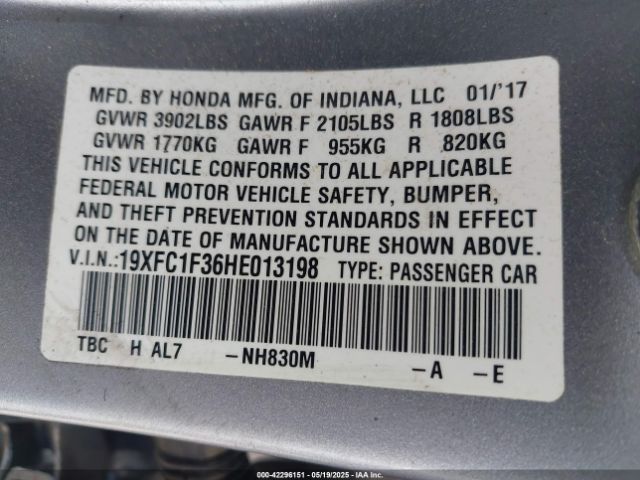 MFD. BY HONDA MFG. OF INDIANA, LLC 01/'17
GVWR 3902LBS GAWR F 2105LBS R 1808LBS
GVWR 1770KG GAWR F 955KG R 820KG
THIS VEHICLE CONFORMS TO ALL APPLICABLE
FEDERAL MOTOR VEHICLE SAFETY, BUMPER,
AND THEFT PREVENTION STANDARDS IN EFFECT
ON THE DATE OF MANUFACTURE SHOWN ABOVE.
V.I.N.:19XFC1F36HE013198 TYPE: PASSENGER CAR
TBC H AL7 -NH830M -A -E
000-42296151 - 05/19/2025 - IAAI.COM